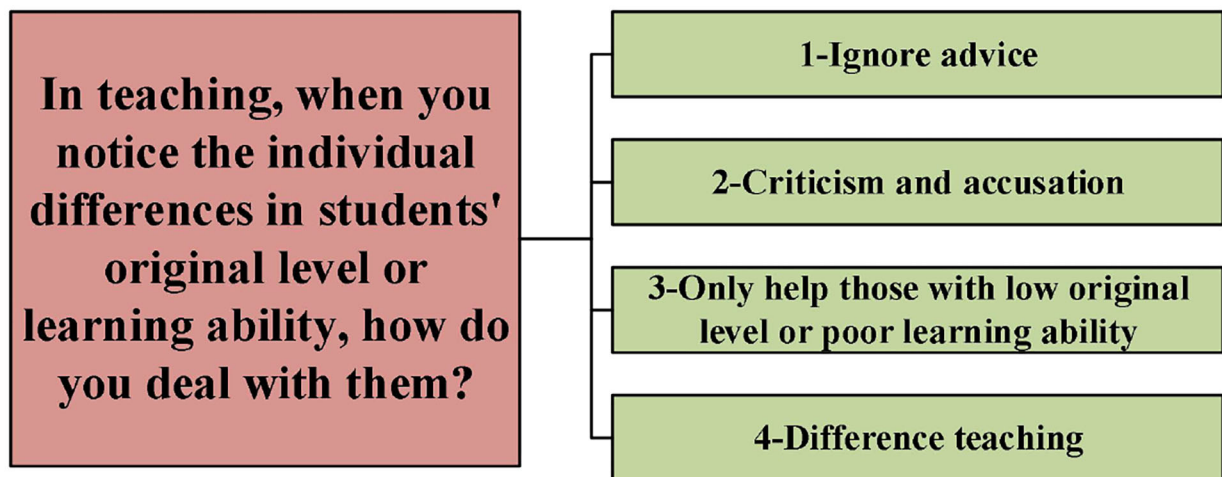 In teaching, when you
notice the individual
differences in students'
original level or
learning ability, how do
you deal with them?
1-Ignore advice
2-Criticism and accusation
3-Only help those with low original
level or poor learning ability
4-Difference teaching